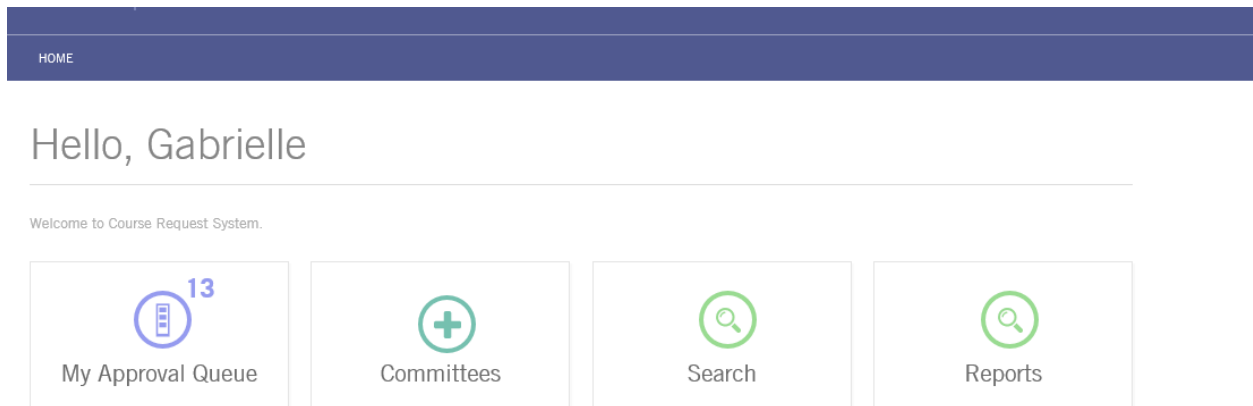 HOME
Hello, Gabrielle
Welcome to Course Request System.
13
My Approval Queue
Committees
Search
Reports